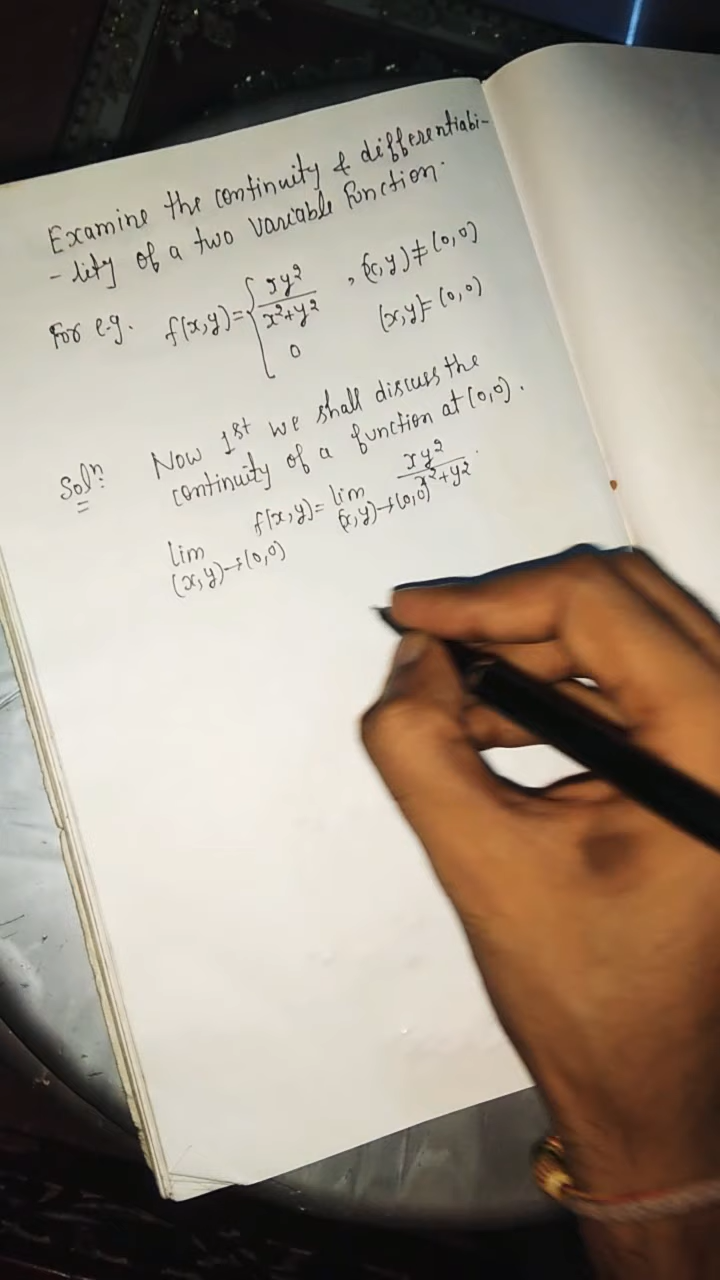 Examine the continuity & differentiabi-
-lity of a two variable function.
For e.g. f(x,y)={ xy²/x²+y² , (x,y)≠(0,0)
0 (x,y)=(0,0)
Solⁿ: Now 1st we shall discuss the
continuity of a function at (0,0).
lim (x,y)→(0,0) f(x,y)= lim (x,y)→(0,0) xy²/x²+y².